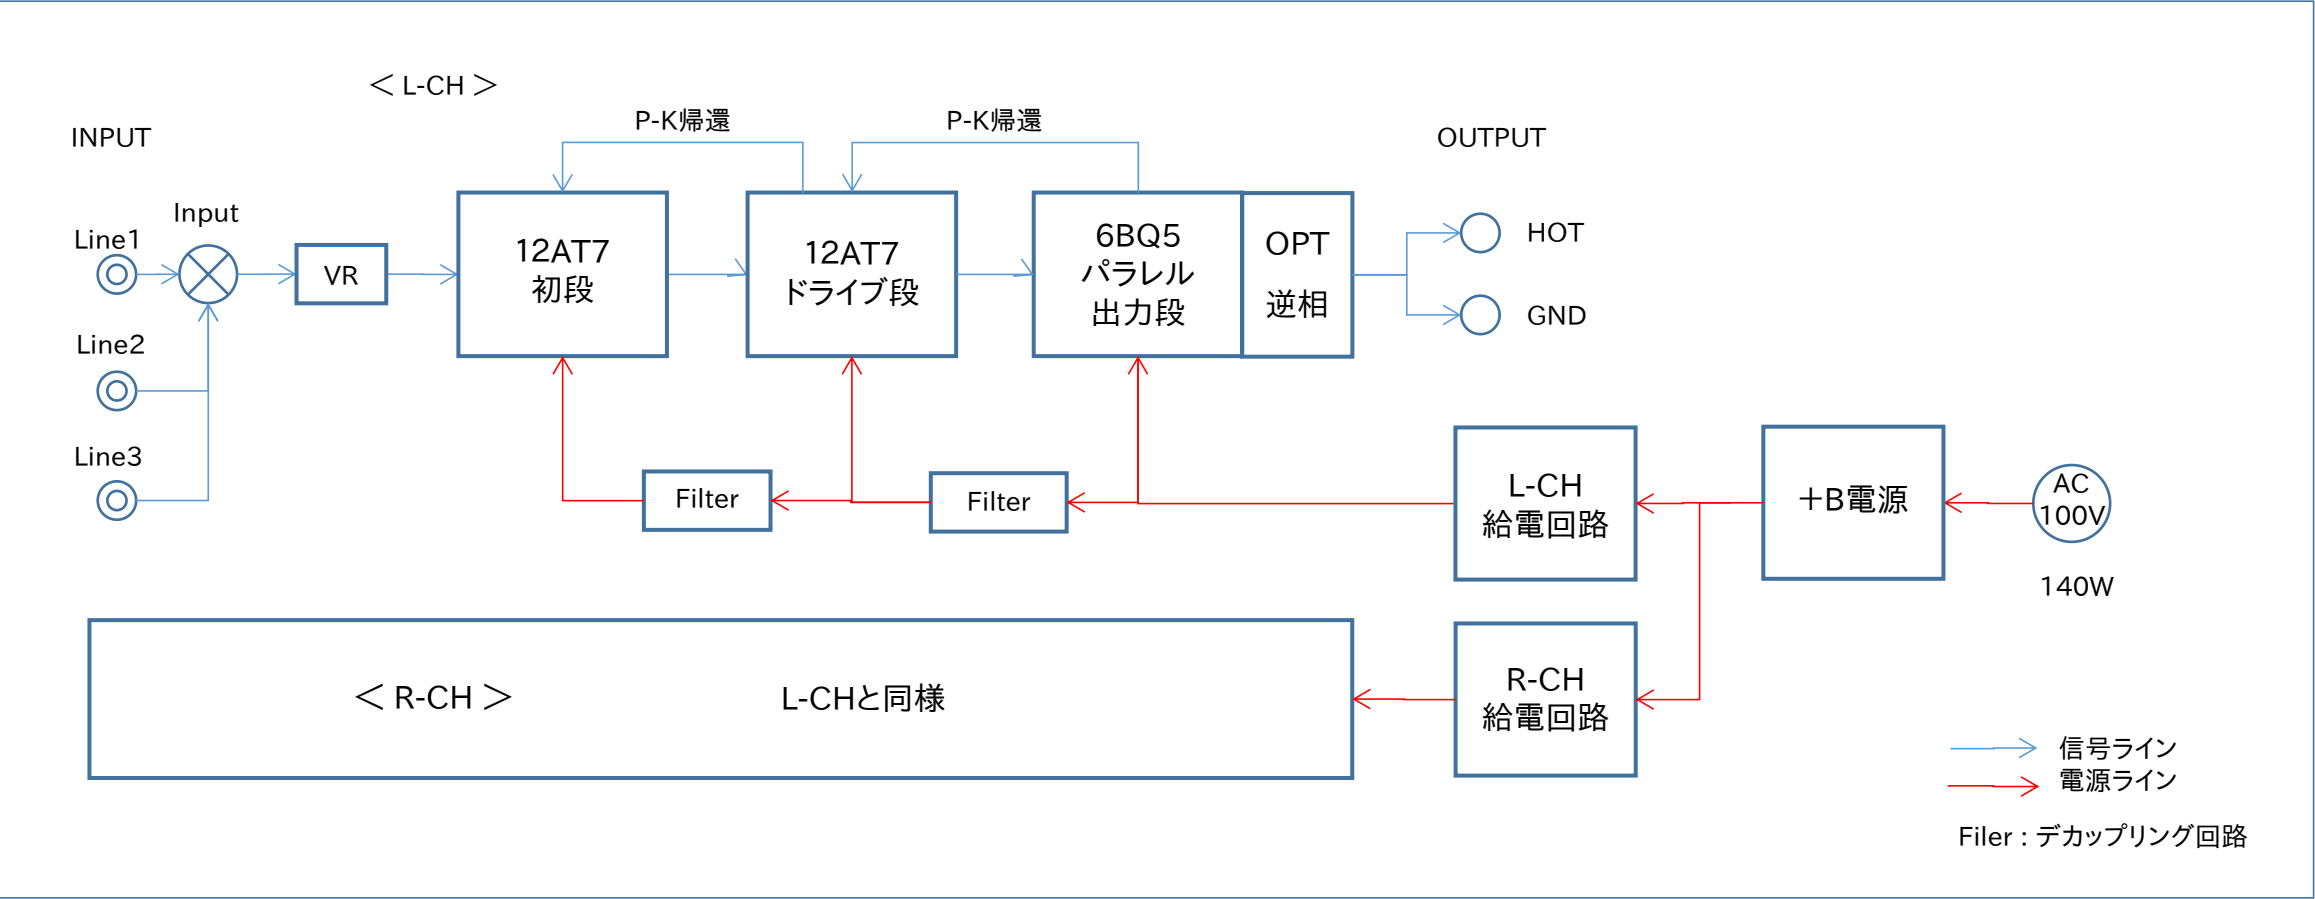 < L-CH >
P-K帰還
P-K帰還
INPUT
OUTPUT
Input
Line1
VR
12AT7
初段
12AT7
ドライブ段
6BQ5
パラレル
出力段
OPT
逆相
HOT
GND
Line2
Line3
Filter
Filter
L-CH
給電回路
+B電源
AC
100V
140W
< R-CH >
L-CHと同様
R-CH
給電回路
信号ライン
電源ライン
Filer : デカップリング回路